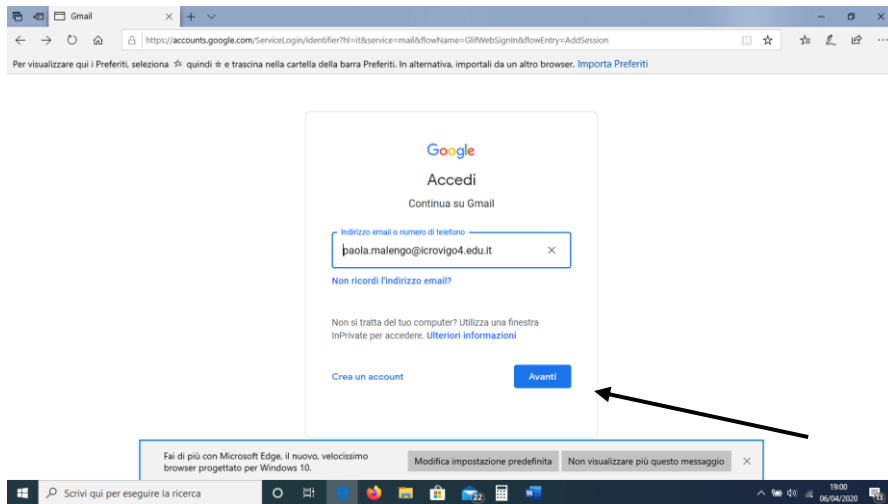 Gmail
https://accounts.google.com/ServiceLogin/identifier?hl=it&service=mail&flowName=GlifWebSignIn&flowEntry=AddSession
Per visualizzare qui i Preferiti, seleziona quindi e trascina nella cartella della barra Preferiti. In alternativa, importali da un altro browser. Importa Preferiti
Google
Accedi
Continua su Gmail
Indirizzo email o numero di telefono
paola.malengo@icrovigo4.edu.it
Non ricordi l'indirizzo email?
Non si tratta del tuo computer? Utilizza una finestra
InPrivate per accedere. Ulteriori informazioni
Crea un account
Avanti
Fai di più con Microsoft Edge, il nuovo, velocissimo
browser progettato per Windows 10.
Modifica impostazione predefinita
Non visualizzare più questo messaggio
Scrivi qui per eseguire la ricerca
22
19:00
06/04/2020